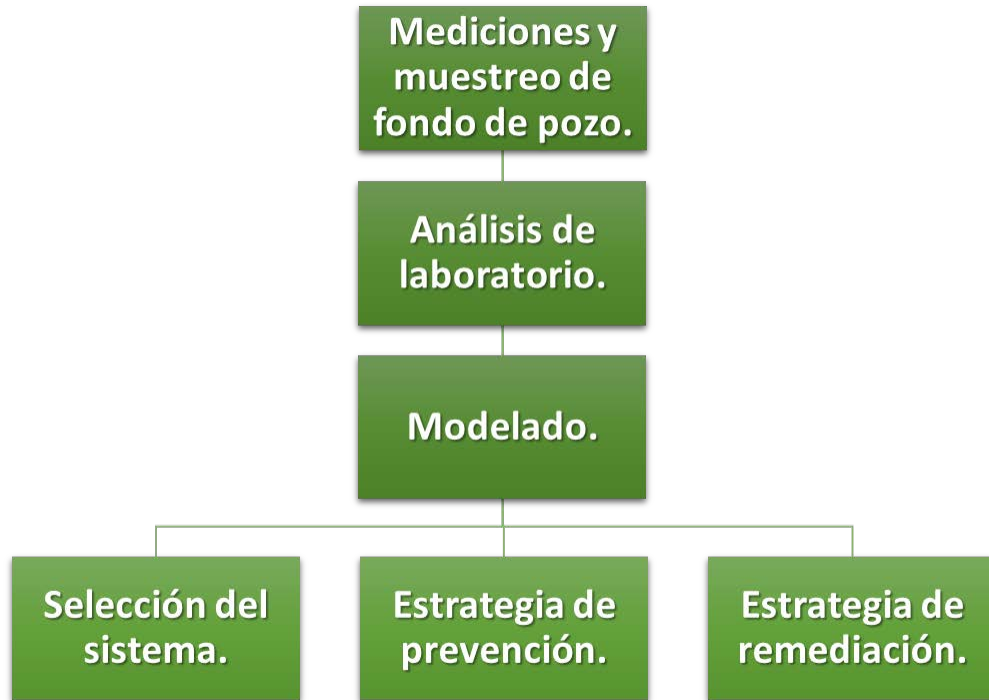 Mediciones y
muestreo de
fondo de pozo.
Análisis de
laboratorio.
Modelado.
Selección del
sistema.
Estrategia de
prevención.
Estrategia de
remediación.